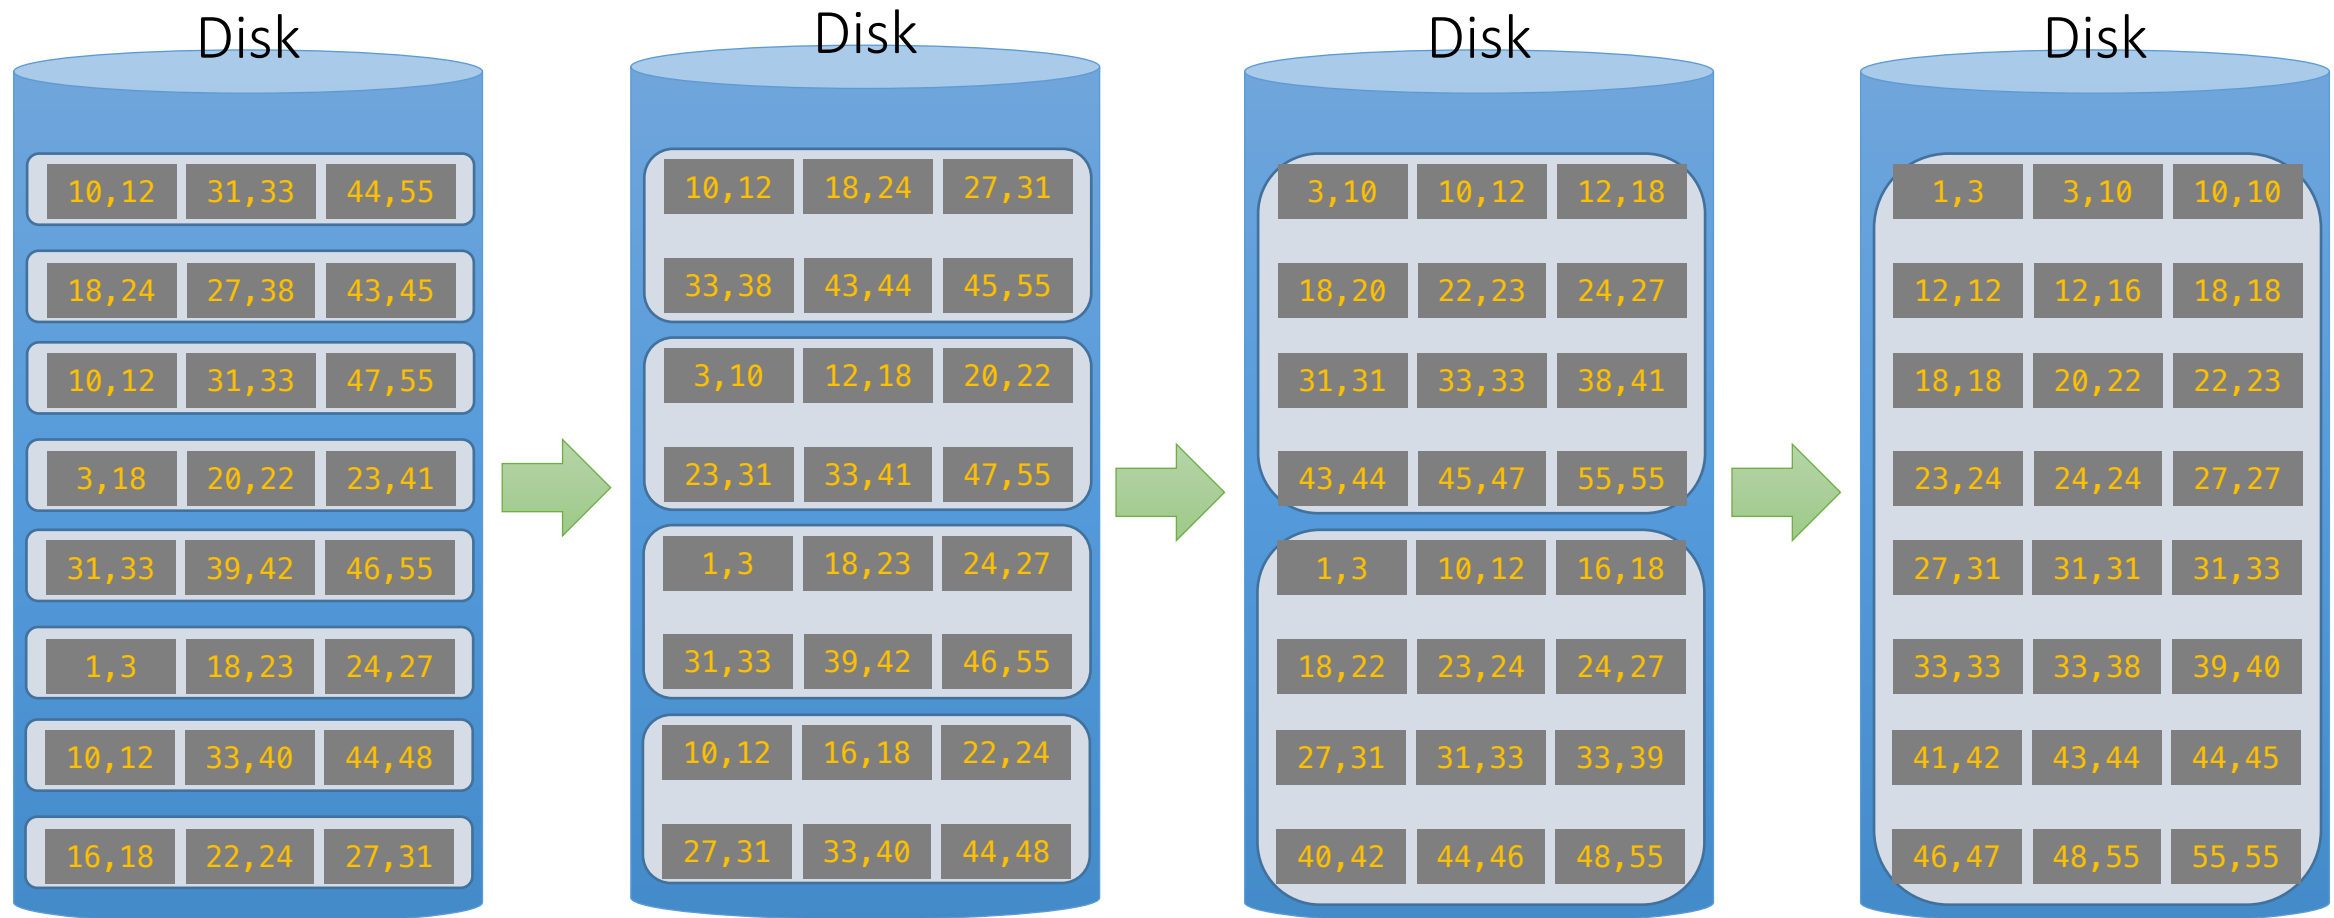 Disk
10,12 31,33 44,55
18,24 27,38 43,45
10,12 31,33 47,55
3,18 20,22 23,41
31,33 39,42 46,55
1,3 18,23 24,27
10,12 33,40 44,48
16,18 22,24 27,31
Disk
10,12 18,24 27,31
33,38 43,44 45,55
3,10 12,18 20,22
23,31 33,41 47,55
1,3 18,23 24,27
31,33 39,42 46,55
10,12 16,18 22,24
27,31 33,40 44,48
Disk
3,10 10,12 12,18
18,20 22,23 24,27
31,31 33,33 38,41
43,44 45,47 55,55
1,3 10,12 16,18
18,22 23,24 24,27
27,31 31,33 33,39
40,42 44,46 48,55
Disk
1,3 3,10 10,10
12,12 12,16 18,18
18,18 20,22 22,23
23,24 24,24 27,27
27,31 31,31 31,33
33,33 33,38 39,40
41,42 43,44 44,45
46,47 48,55 55,55